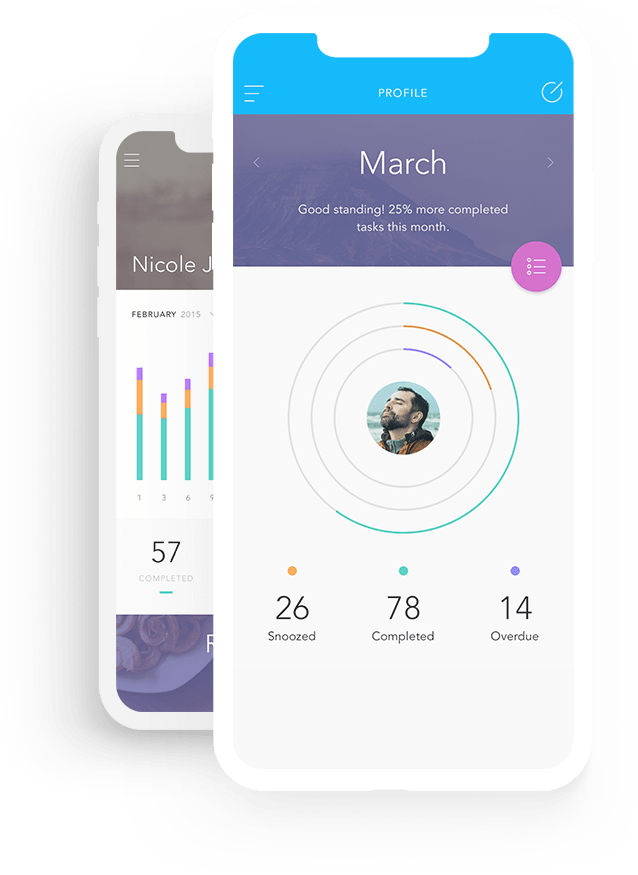 PROFILE
March
Good standing! 25% more completed
tasks this month.
26
78
14
Snoozed
Completed
Overdue
Nicole J
FEBRUARY 2015
1
3
6
9
57
COMPLETED
F